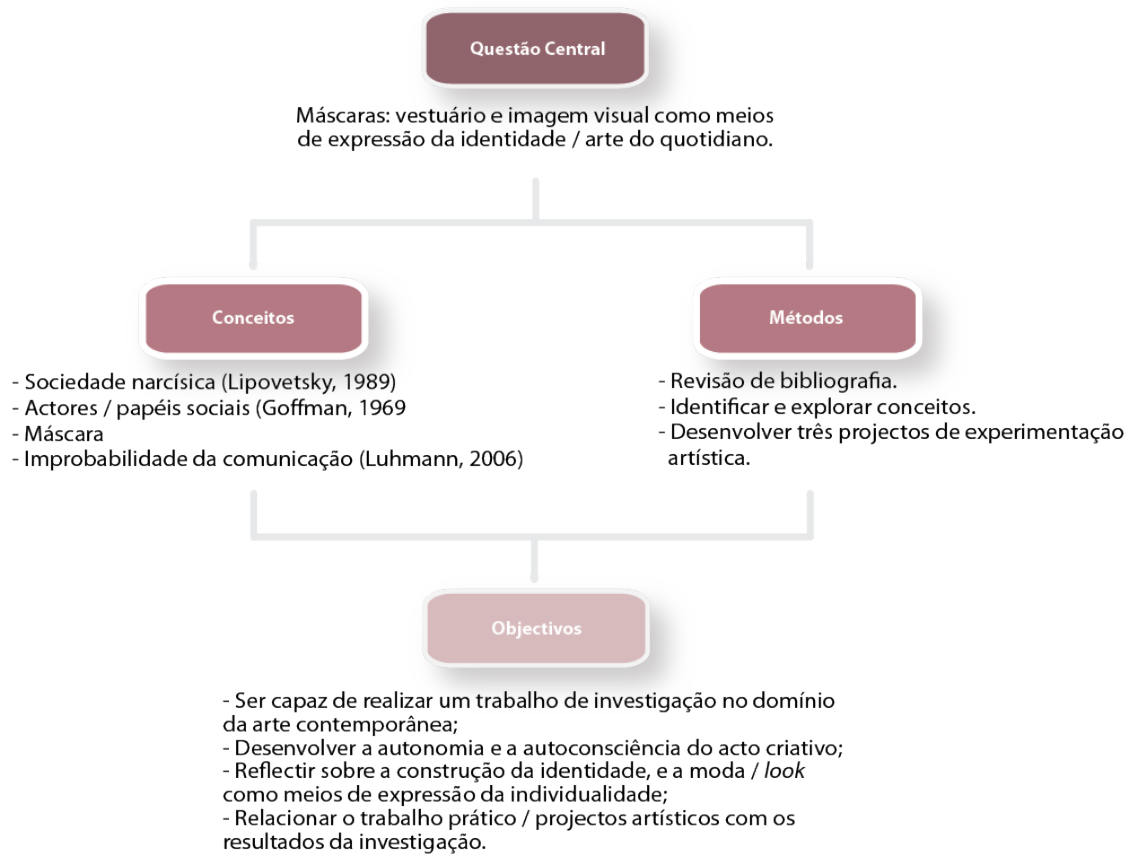 Questão Central
Máscaras: vestuário e imagem visual como meios
de expressão da identidade / arte do quotidiano.
Conceitos
- Sociedade narcísica (Lipovetsky, 1989)
- Actores / papéis sociais (Goffman, 1969
- Máscara
- Improbabilidade da comunicação (Luhmann, 2006)
Métodos
- Revisão de bibliografia.
- Identificar e explorar conceitos.
- Desenvolver três projectos de experimentação
artística.
Objectivos
- Ser capaz de realizar um trabalho de investigação no domínio
da arte contemporânea;
- Desenvolver a autonomia e a autoconsciência do acto criativo;
- Reflectir sobre a construção da identidade, e a moda / look
como meios de expressão da individualidade;
- Relacionar o trabalho prático / projectos artísticos com os
resultados da investigação.